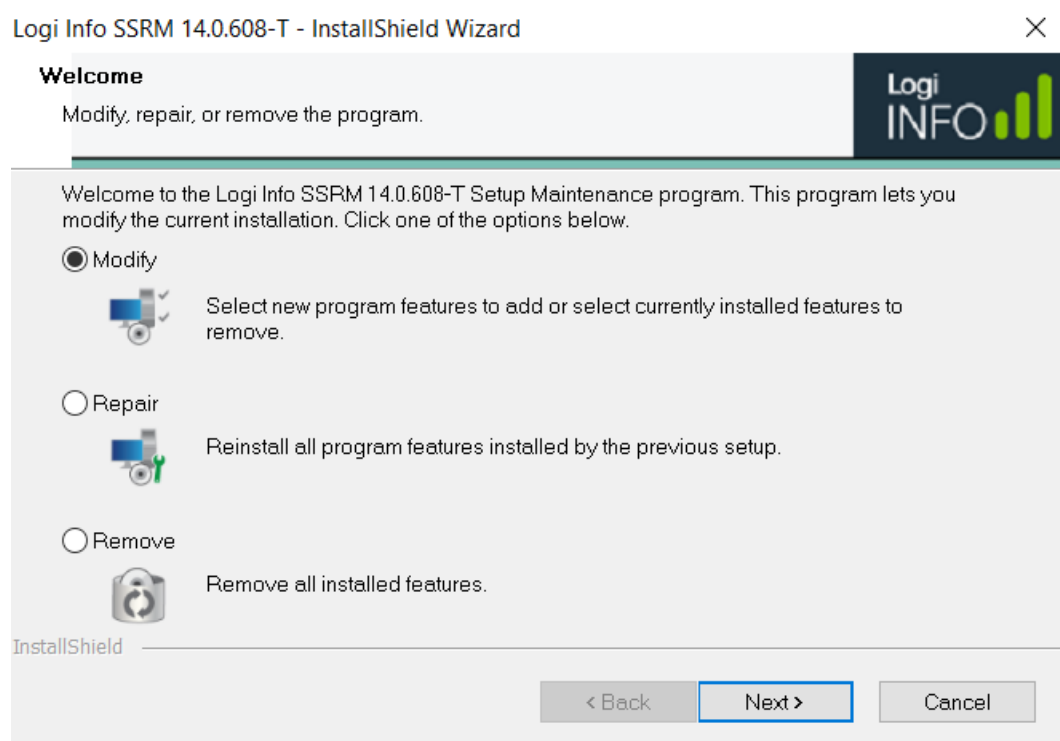 Logi Info SSRM 14.0.608-T - InstallShield Wizard
Welcome
Modify, repair, or remove the program.
Logi
INFO
Welcome to the Logi Info SSRM 14.0.608-T Setup Maintenance program. This program lets you
modify the current installation. Click one of the options below.
Modify
Select new program features to add or select currently installed features to
remove.
Repair
Reinstall all program features installed by the previous setup.
Remove
Remove all installed features.
InstallShield
< Back
Next >
Cancel